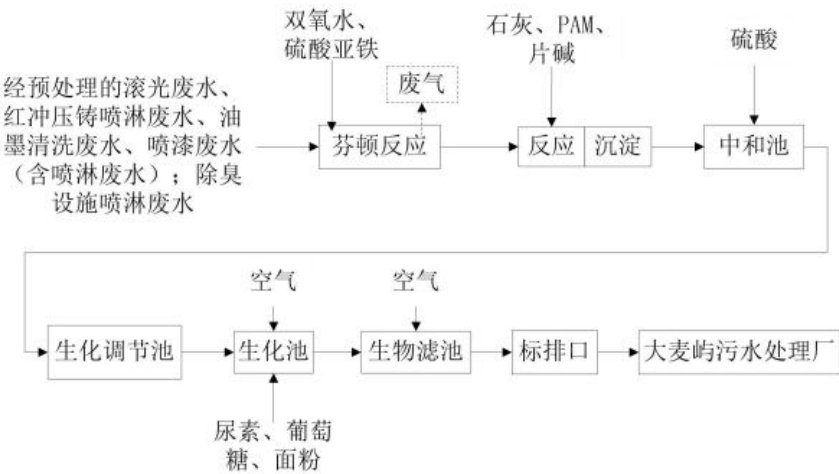 双氧水、
硫酸亚铁
废气
石灰、PAM、
片碱
硫酸
经预处理的滚光废水、
红冲压铸喷淋废水、油
墨清洗废水、喷漆废水
（含喷淋废水）；除臭
设施喷淋废水
芬顿反应
反应
沉淀
中和池
空气
空气
生化调节池
生化池
生物滤池
标排口
大麦屿污水处理厂
尿素、葡萄
糖、面粉